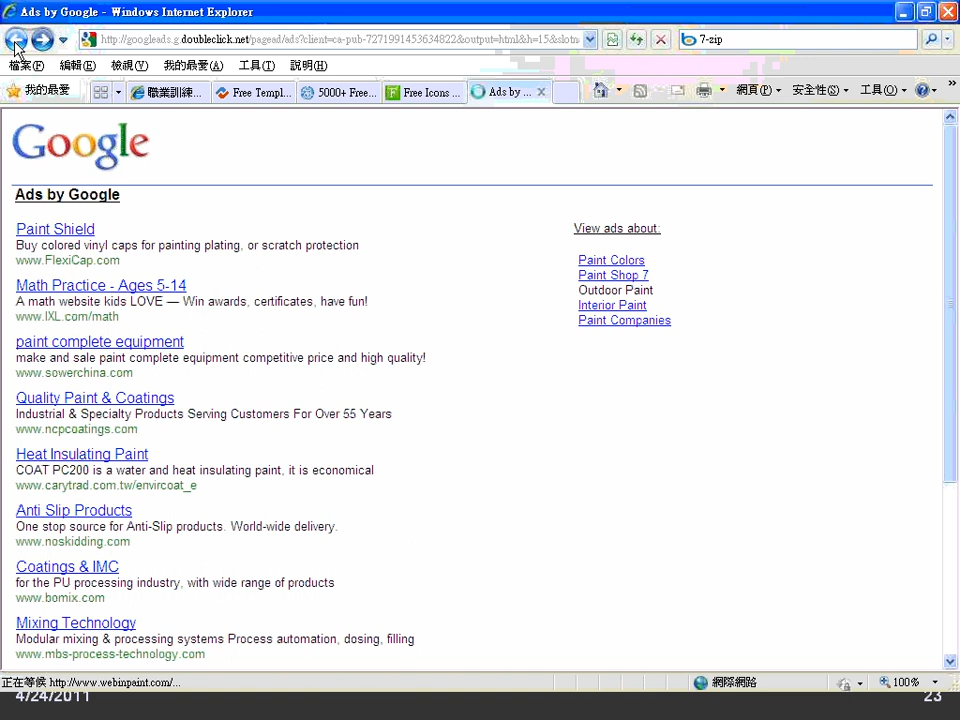 Ads by Google - Windows Internet Explorer
http://googleads.g.doubleclick.net/pagead/ads?client=ca-pub-7271991453634822&output=html&h=15&slotn
7-zip
檔案(F) 編輯(E) 檢視(V) 我的最愛(A) 工具(T) 說明(H)
我的最愛 職業訓練... Free Templ... 5000+ Free... Free Icons ... Ads by ... 網頁(P) 安全性(S) 工具(O) »
Google
Ads by Google
Paint Shield
Buy colored vinyl caps for painting plating, or scratch protection
www.FlexiCap.com
Math Practice - Ages 5-14
A math website kids LOVE — Win awards, certificates, have fun!
www.IXL.com/math
paint complete equipment
make and sale paint complete equipment competitive price and high quality!
www.sowerchina.com
Quality Paint & Coatings
Industrial & Specialty Products Serving Customers For Over 55 Years
www.ncpcoatings.com
Heat Insulating Paint
COAT PC200 is a water and heat insulating paint, it is economical
www.carytrad.com.tw/envircoat_e
Anti Slip Products
One stop source for Anti-Slip products. World-wide delivery.
www.noskidding.com
Coatings & IMC
for the PU processing industry, with wide range of products
www.bomix.com
Mixing Technology
Modular mixing & processing systems Process automation, dosing, filling
www.mbs-process-technology.com
View ads about:
Paint Colors
Paint Shop 7
Outdoor Paint
Interior Paint
Paint Companies
正在等候 http://www.webinpaint.com/... 網際網路 100%
4/24/2011
23